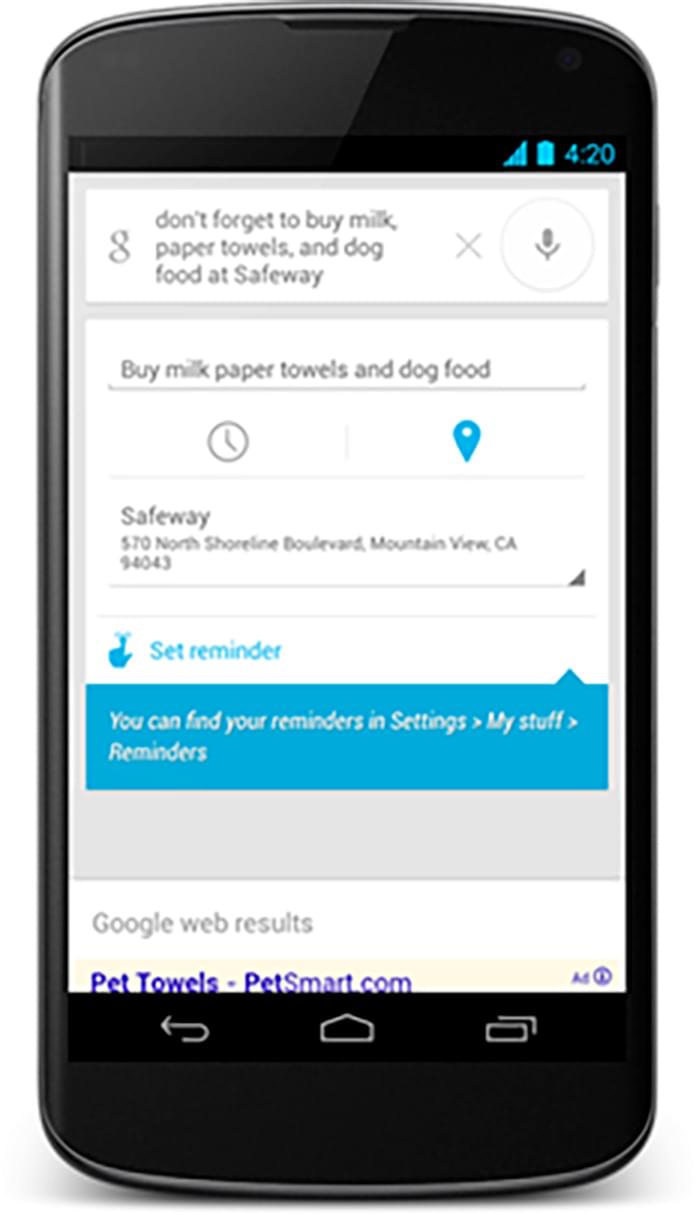 4:20
g
don't forget to buy milk,
paper towels, and dog
food at Safeway
Buy milk paper towels and dog food
Safeway
570 North Shoreline Boulevard, Mountain View, CA
94043
Set reminder
You can find your reminders in Settings > My stuff >
Reminders
Google web results
Pet Towels - PetSmart.com
Ad